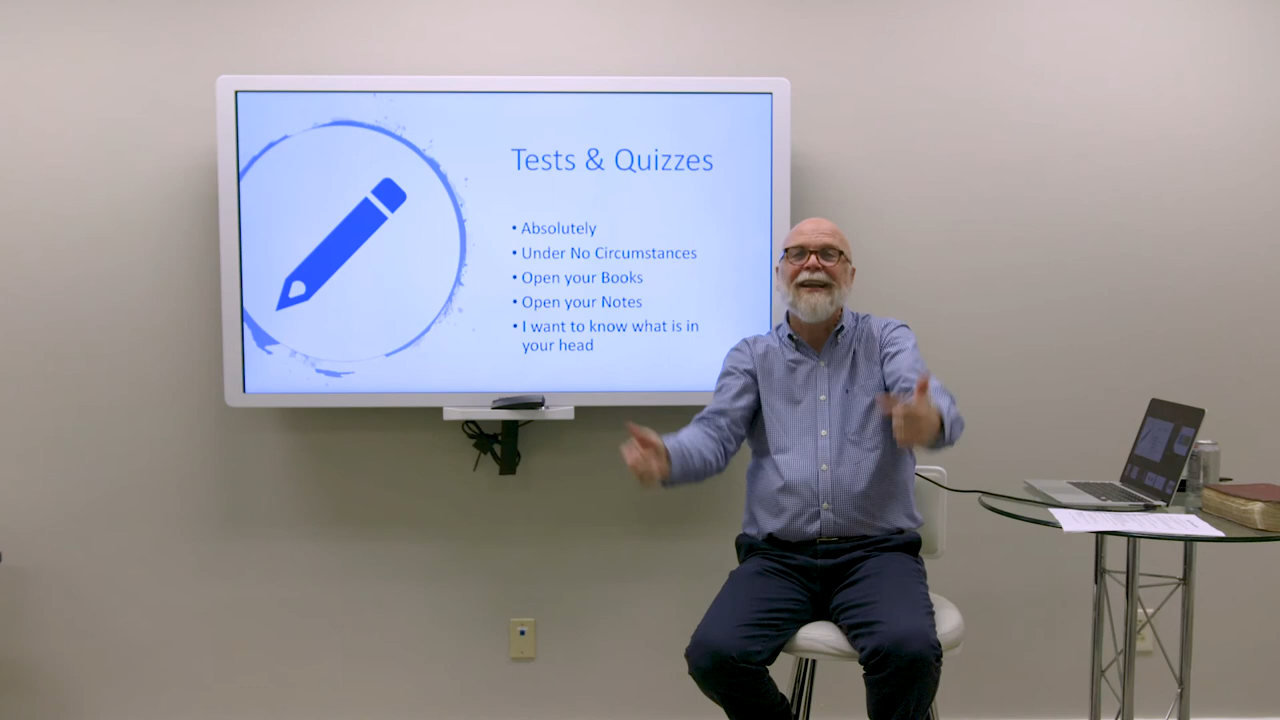 Tests & Quizzes
• Absolutely
• Under No Circumstances
• Open your Books
• Open your Notes
• I want to know what is in
your head